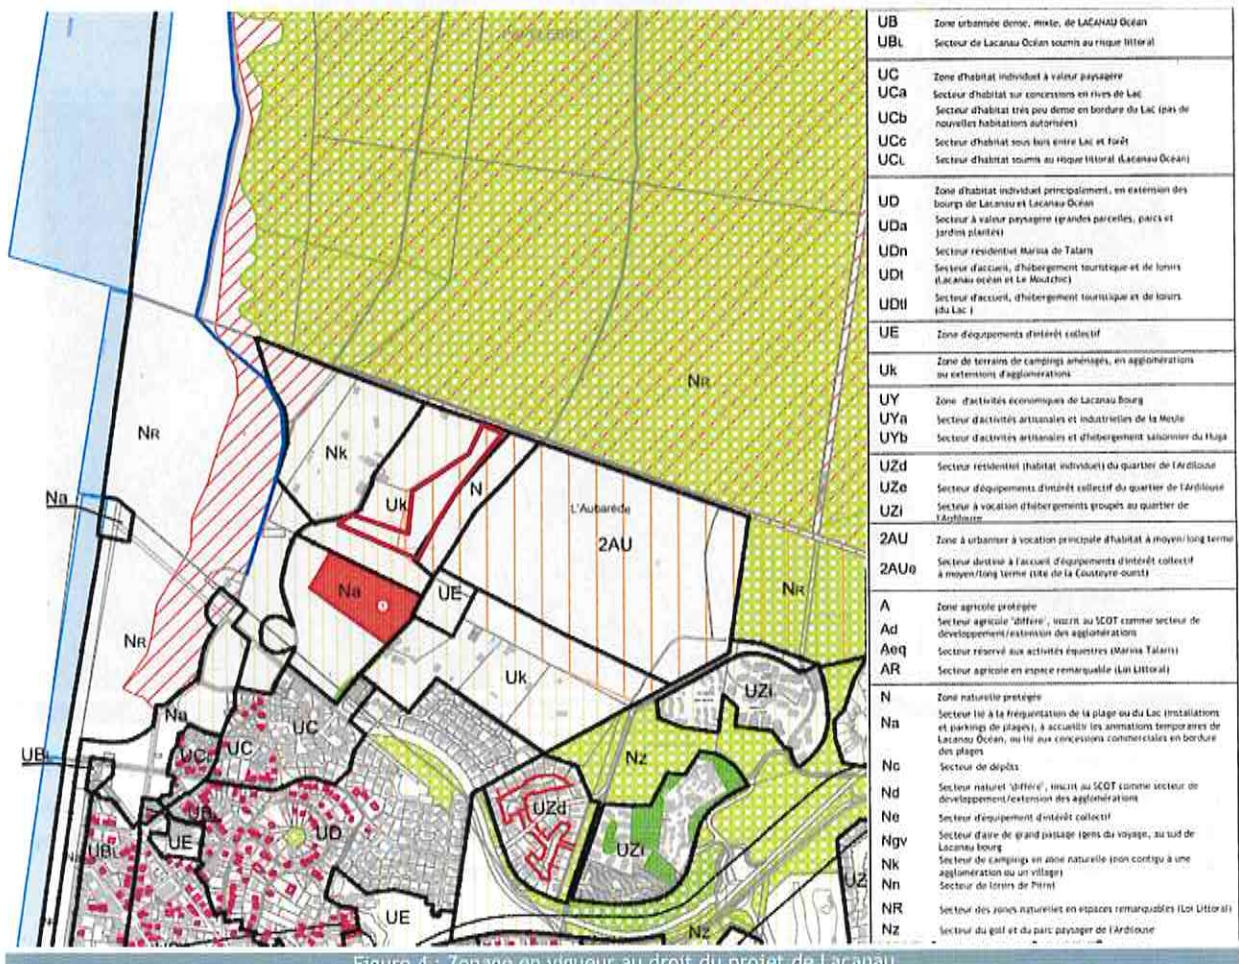 NR
NR
Nk
Uk
N
L'Aubarède
2AU
NR
Na
Na
UE
NR
NR
Uk
UZi
Na
UC
UC
UC
Nz
UB
UZd
UZi
UD
UBL
UE
UE
Nz
UB Zone urbanisée dense, mixte, de LACANAU Océan
UBL Secteur de Lacanau Océan soumis au risque littoral
UC Zone d'habitat individuel à valeur paysagère
UCa Secteur d'habitat sur concessions en rives de Lac
UCb Secteur d'habitat très peu dense en bordure du Lac (pas de
nouvelles habitations autorisées)
UCc Secteur d'habitat sous bois entre Lac et forêt
UCL Secteur d'habitat soumis au risque littoral (Lacanau Océan)
UD Zone d'habitat individuel principalement, en extension des
bourgs de Lacanau et Lacanau Océan
UDa Secteur à valeur paysagère (grandes parcelles, parcs et
jardins plantés)
UDn Secteur résidentiel Marina de Talaris
UDt Secteur d'accueil, d'hébergement touristique et de loisirs
(Lacanau océan et Le Moutchic)
UDtl Secteur d'accueil, d'hébergement touristique et de loisirs
(du Lac )
UE Zone d'équipements d'intérêt collectif
Uk Zone de terrains de campings aménagés, en agglomérations
ou extensions d'agglomérations
UY Zone d'activités économiques de Lacanau Bourg
UYa Secteur d'activités artisanales et industrielles de la Meule
UYb Secteur d'activités artisanales et d'hébergement saisonnier du Huga
UZd Secteur résidentiel (habitat individuel) du quartier de l'Ardilouse
UZe Secteur d'équipements d'intérêt collectif du quartier de l'Ardilouse
UZi Secteur à vocation d'hébergements groupés au quartier de
l'Ardilouse
2AU Zone à urbaniser à vocation principale d'habitat à moyen/long terme
2AUe Secteur destiné à l'accueil d'équipements d'intérêt collectif
à moyen/long terme (site de la Cousteyre-ouest)
A Zone agricole protégée
Ad Secteur agricole "différé", inscrit au SCOT comme secteur de
développement/extension des agglomérations
Aeq Secteur réservé aux activités équestres (Marina Talaris)
AR Secteur agricole en espace remarquable (Loi Littoral)
N Zone naturelle protégée
Na Secteur lié à la fréquentation de la plage ou du Lac (installations
et parkings de plages), à accueillir les animations temporaires de
Lacanau Océan, ou lié aux concessions commerciales en bordure
des plages
Nc Secteur de dépôts
Nd Secteur naturel "différé", inscrit au SCOT comme secteur de
développement/extension des agglomérations
Ne Secteur d'équipement d'intérêt collectif
Ngv Secteur d'aire de grand passage (gens du voyage, au sud de
Lacanau bourg
Nk Secteur de campings en zone naturelle (non contigu à une
agglomération ou un village)
Nn Secteur de loisirs de Pitrot
NR Secteur des zones naturelles en espaces remarquables (Loi Littoral)
Nz Secteur du golf et du parc paysager de l'Ardilouse
Figure 4 : Zonage en vigueur au droit du projet de Lacanau